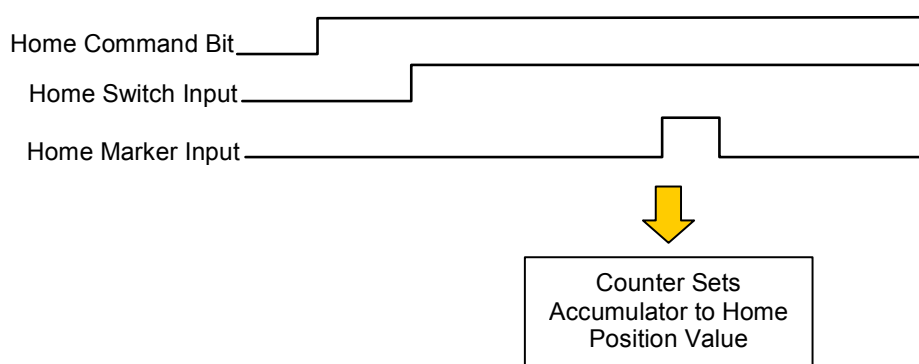 Home Command Bit
Home Switch Input
Home Marker Input
Counter Sets
Accumulator to Home
Position Value